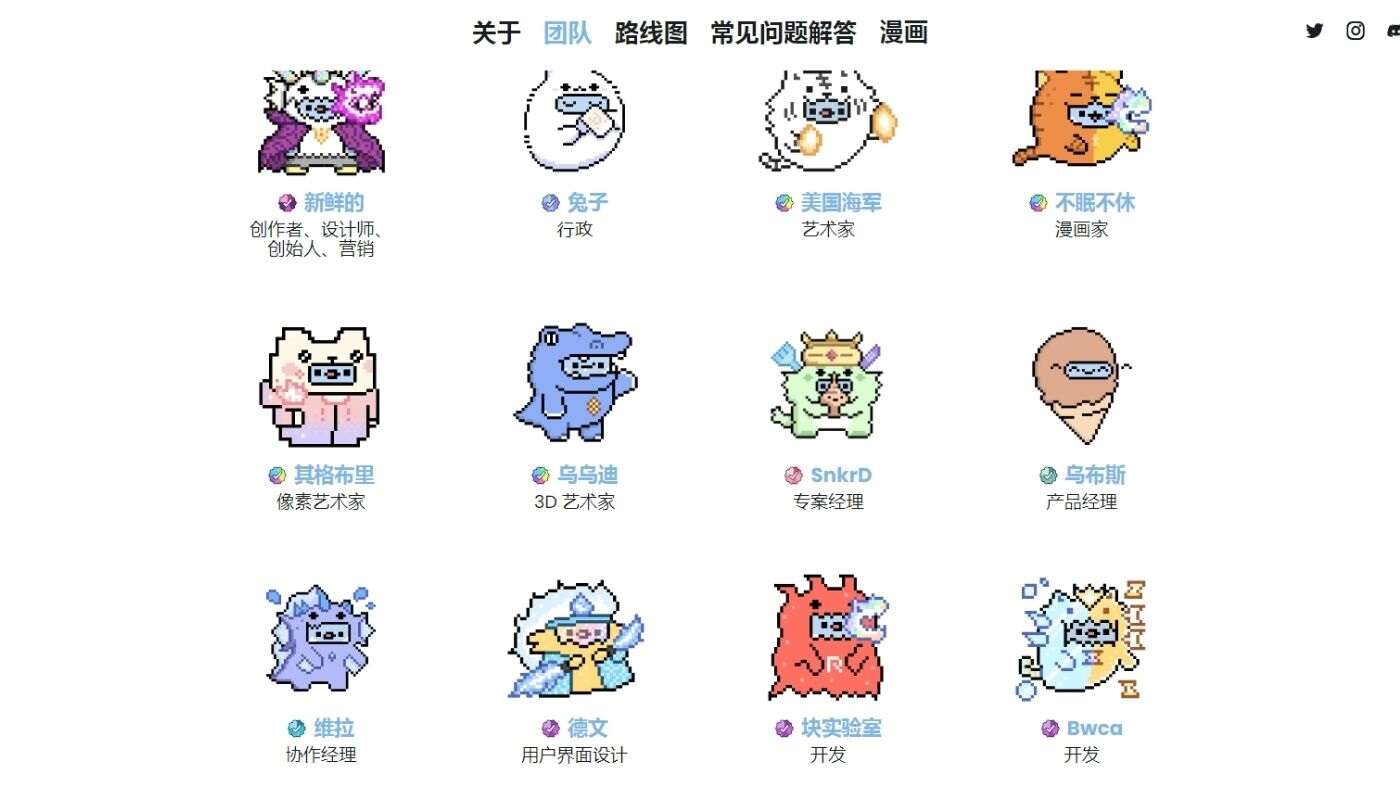 关于 团队 路线图 常见问题解答 漫画
新鲜的 兔子 美国海军 不眠不休
创作者、设计师、 行政 艺术家 漫画家
创始人、营销
其格布里 乌乌迪 SnkrD 乌布斯
像素艺术家 3D 艺术家 专案经理 产品经理
R
维拉 德文 块实验室 Bwca
协作经理 用户界面设计 开发 开发